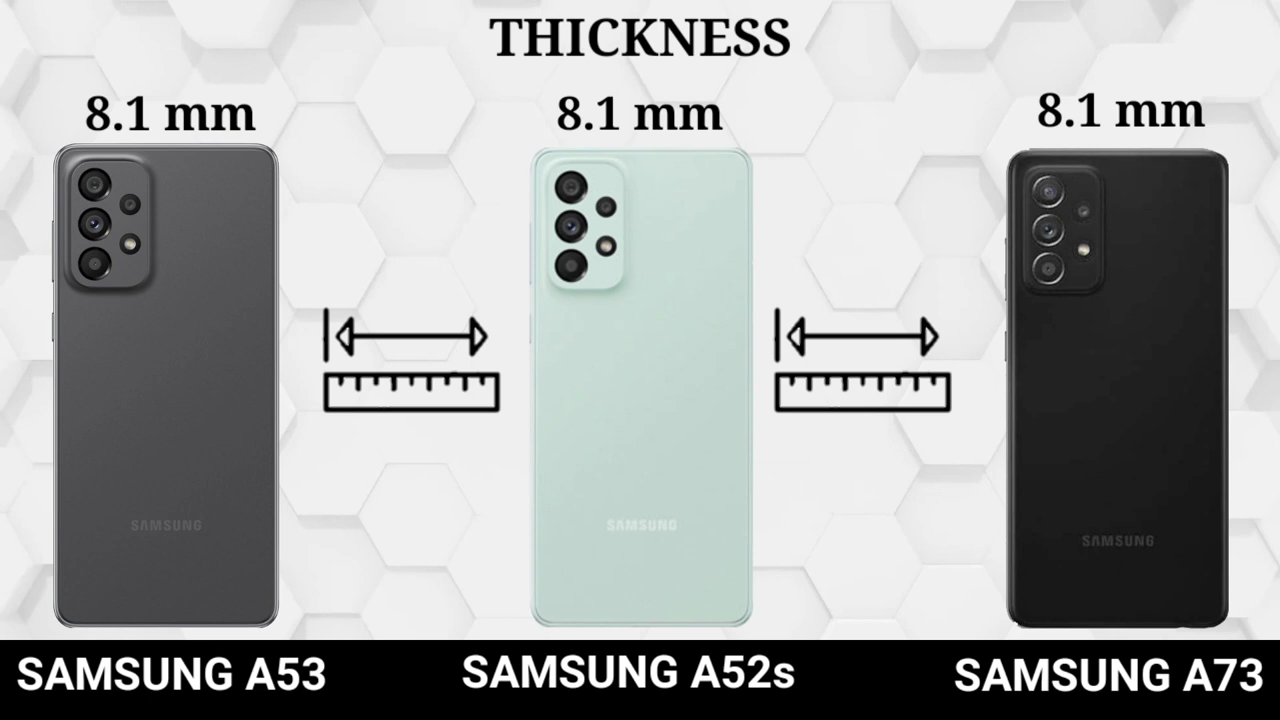 THICKNESS
8.1 mm
8.1 mm
8.1 mm
SAMSUNG
SAMSUNG
SAMSUNG
SAMSUNG A53
SAMSUNG A52s
SAMSUNG A73